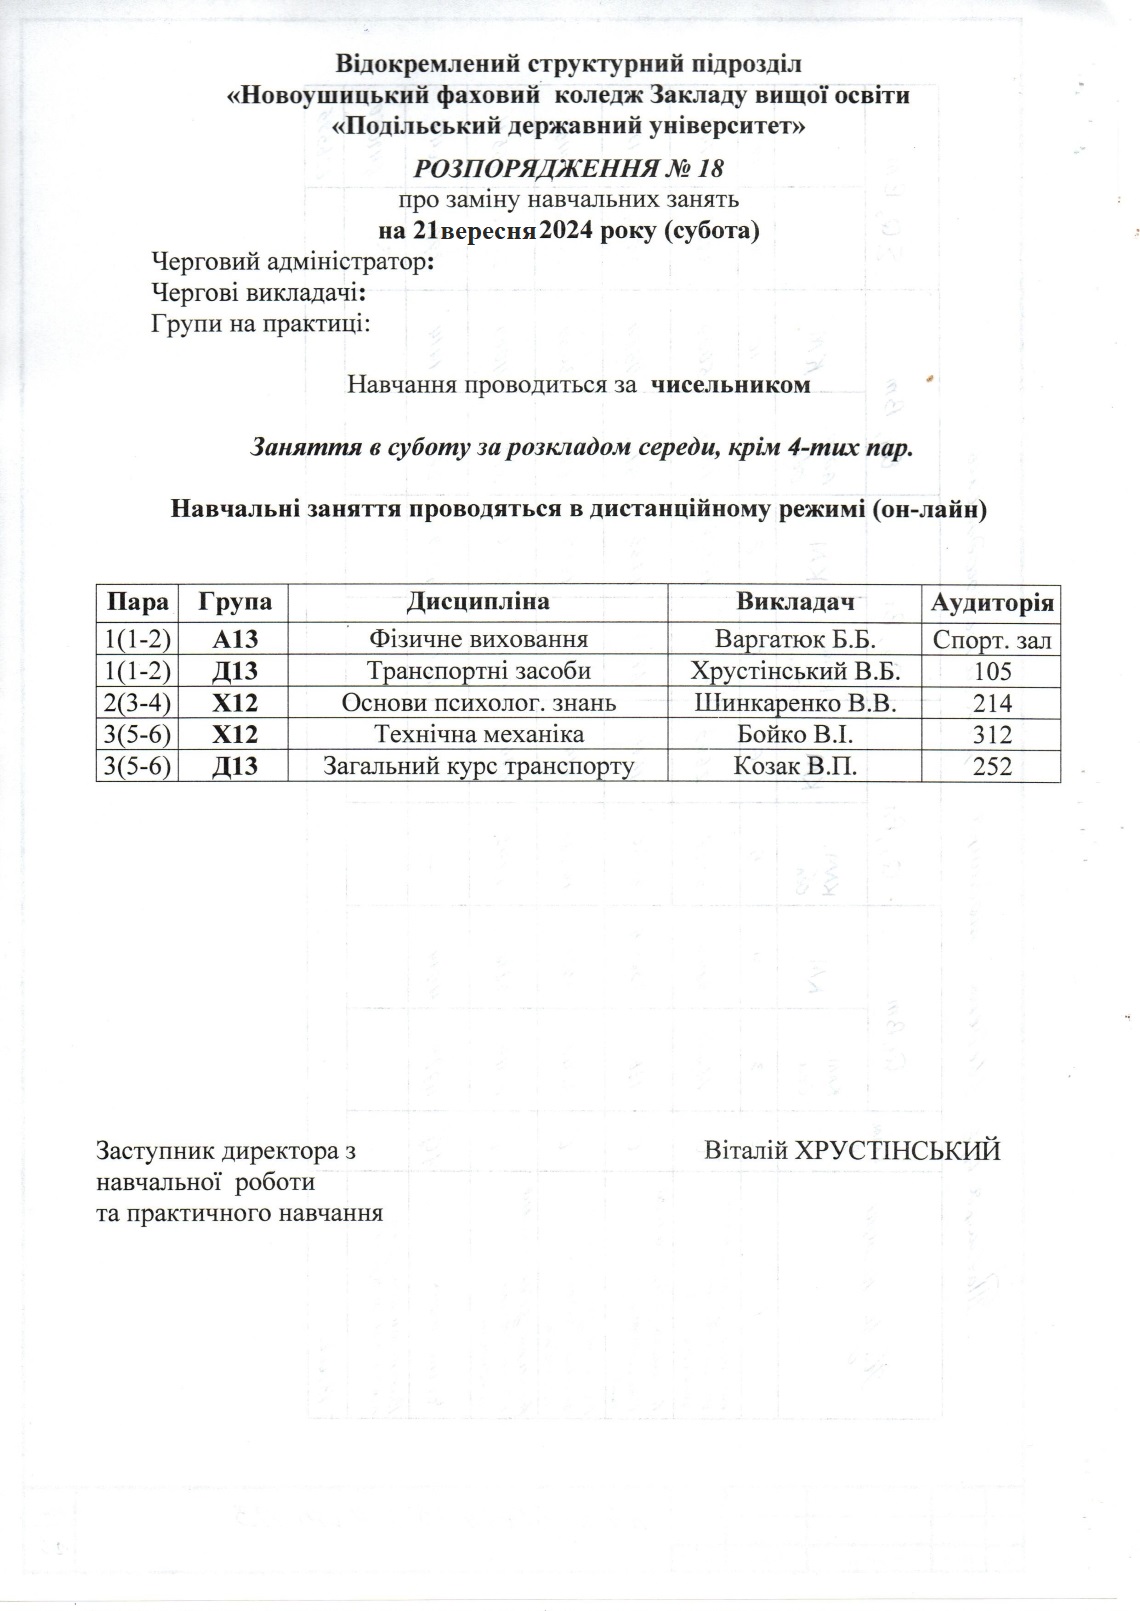 Відокремлений структурний підрозділ
«Новоушицький фаховий коледж Закладу вищої освіти
«Подільський державний університет»
РОЗПОРЯДЖЕННЯ № 18
про заміну навчальних занять
на 21вересня2024 року (субота)
Черговий адміністратор:
Чергові викладачі:
Групи на практиці:
Навчання проводиться за чисельником
Заняття в суботу за розкладом середи, крім 4-тих пар.
Навчальні заняття проводяться в дистанційному режимі (он-лайн)
Пара Група Дисципліна Викладач Аудиторія
1(1-2) А13 Фізичне виховання Варгатюк Б.Б. Спорт. зал
1(1-2) Д13 Транспортні засоби Хрустінський В.Б. 105
2(3-4) Х12 Основи психолог. знань Шинкаренко В.В. 214
3(5-6) Х12 Технічна механіка Бойко В.І. 312
3(5-6) Д13 Загальний курс транспорту Козак В.П. 252
Заступник директора з Віталій ХРУСТІНСЬКИЙ
навчальної роботи
та практичного навчання